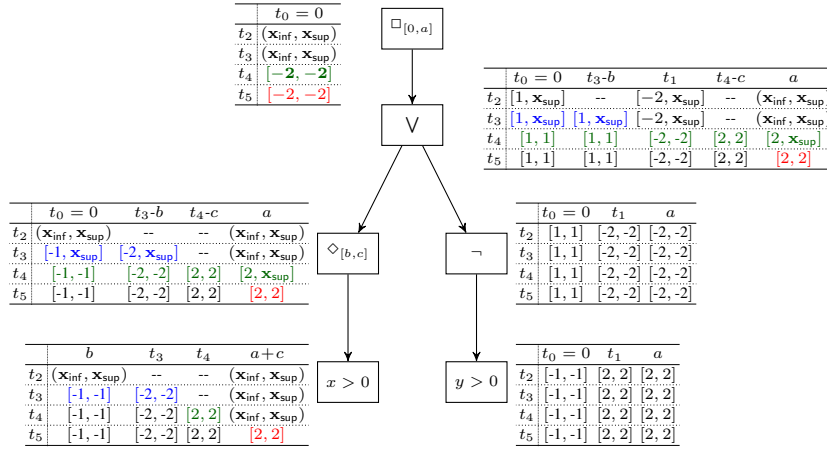 t₀ = 0
t₂ (x_inf, x_sup)
t₃ (x_inf, x_sup)
t₄ [−2, −2]
t₅ [−2, −2]
□[0,a]
t₀ = 0 t₃-b t₁ t₄-c a
t₂ [1, x_sup] -- [−2, x_sup] -- (x_inf, x_sup)
t₃ [1, x_sup] [1, x_sup] [−2, x_sup] -- (x_inf, x_sup)
t₄ [1, 1] [1, 1] [-2, -2] [2, 2] [2, x_sup]
t₅ [1, 1] [1, 1] [-2, -2] [2, 2] [2, 2]
⋁
t₀ = 0 t₃-b t₄-c a
t₂ (x_inf, x_sup) -- -- (x_inf, x_sup)
t₃ [-1, x_sup] [-2, x_sup] -- (x_inf, x_sup)
t₄ [-1, -1] [-2, -2] [2, 2] [2, x_sup]
t₅ [-1, -1] [-2, -2] [2, 2] [2, 2]
◇[b,c]
¬
t₀ = 0 t₁ a
t₂ [1, 1] [-2, -2] [-2, -2]
t₃ [1, 1] [-2, -2] [-2, -2]
t₄ [1, 1] [-2, -2] [-2, -2]
t₅ [1, 1] [-2, -2] [-2, -2]
b t₃ t₄ a+c
t₂ (x_inf, x_sup) -- -- (x_inf, x_sup)
t₃ [-1, -1] [-2, -2] -- (x_inf, x_sup)
t₄ [-1, -1] [-2, -2] [2, 2] (x_inf, x_sup)
t₅ [-1, -1] [-2, -2] [2, 2] [2, 2]
x > 0
y > 0
t₀ = 0 t₁ a
t₂ [-1, -1] [2, 2] [2, 2]
t₃ [-1, -1] [2, 2] [2, 2]
t₄ [-1, -1] [2, 2] [2, 2]
t₅ [-1, -1] [2, 2] [2, 2]